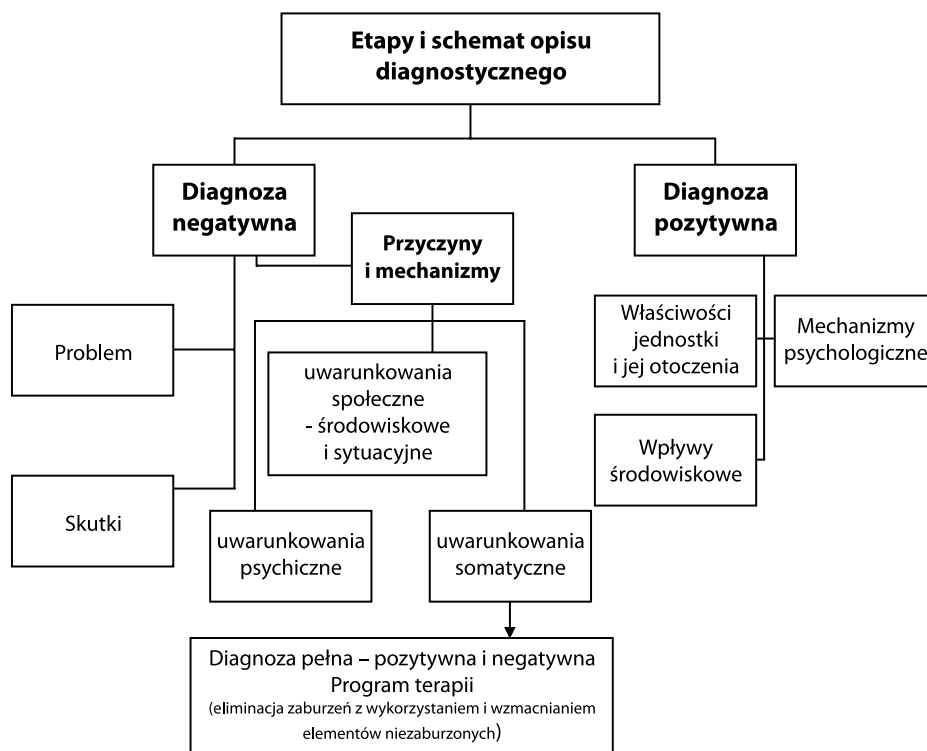 Etapy i schemat opisu
diagnostycznego
Diagnoza
negatywna
Diagnoza
pozytywna
Przyczyny
i mechanizmy
Problem
uwarunkowania
społeczne
- środowiskowe
i sytuacyjne
Właściwości
jednostki
i jej otoczenia
Mechanizmy
psychologiczne
Wpływy
środowiskowe
Skutki
uwarunkowania
psychiczne
uwarunkowania
somatyczne
Diagnoza pełna – pozytywna i negatywna
Program terapii
(eliminacja zaburzeń z wykorzystaniem i wzmacnianiem
elementów niezaburzonych)